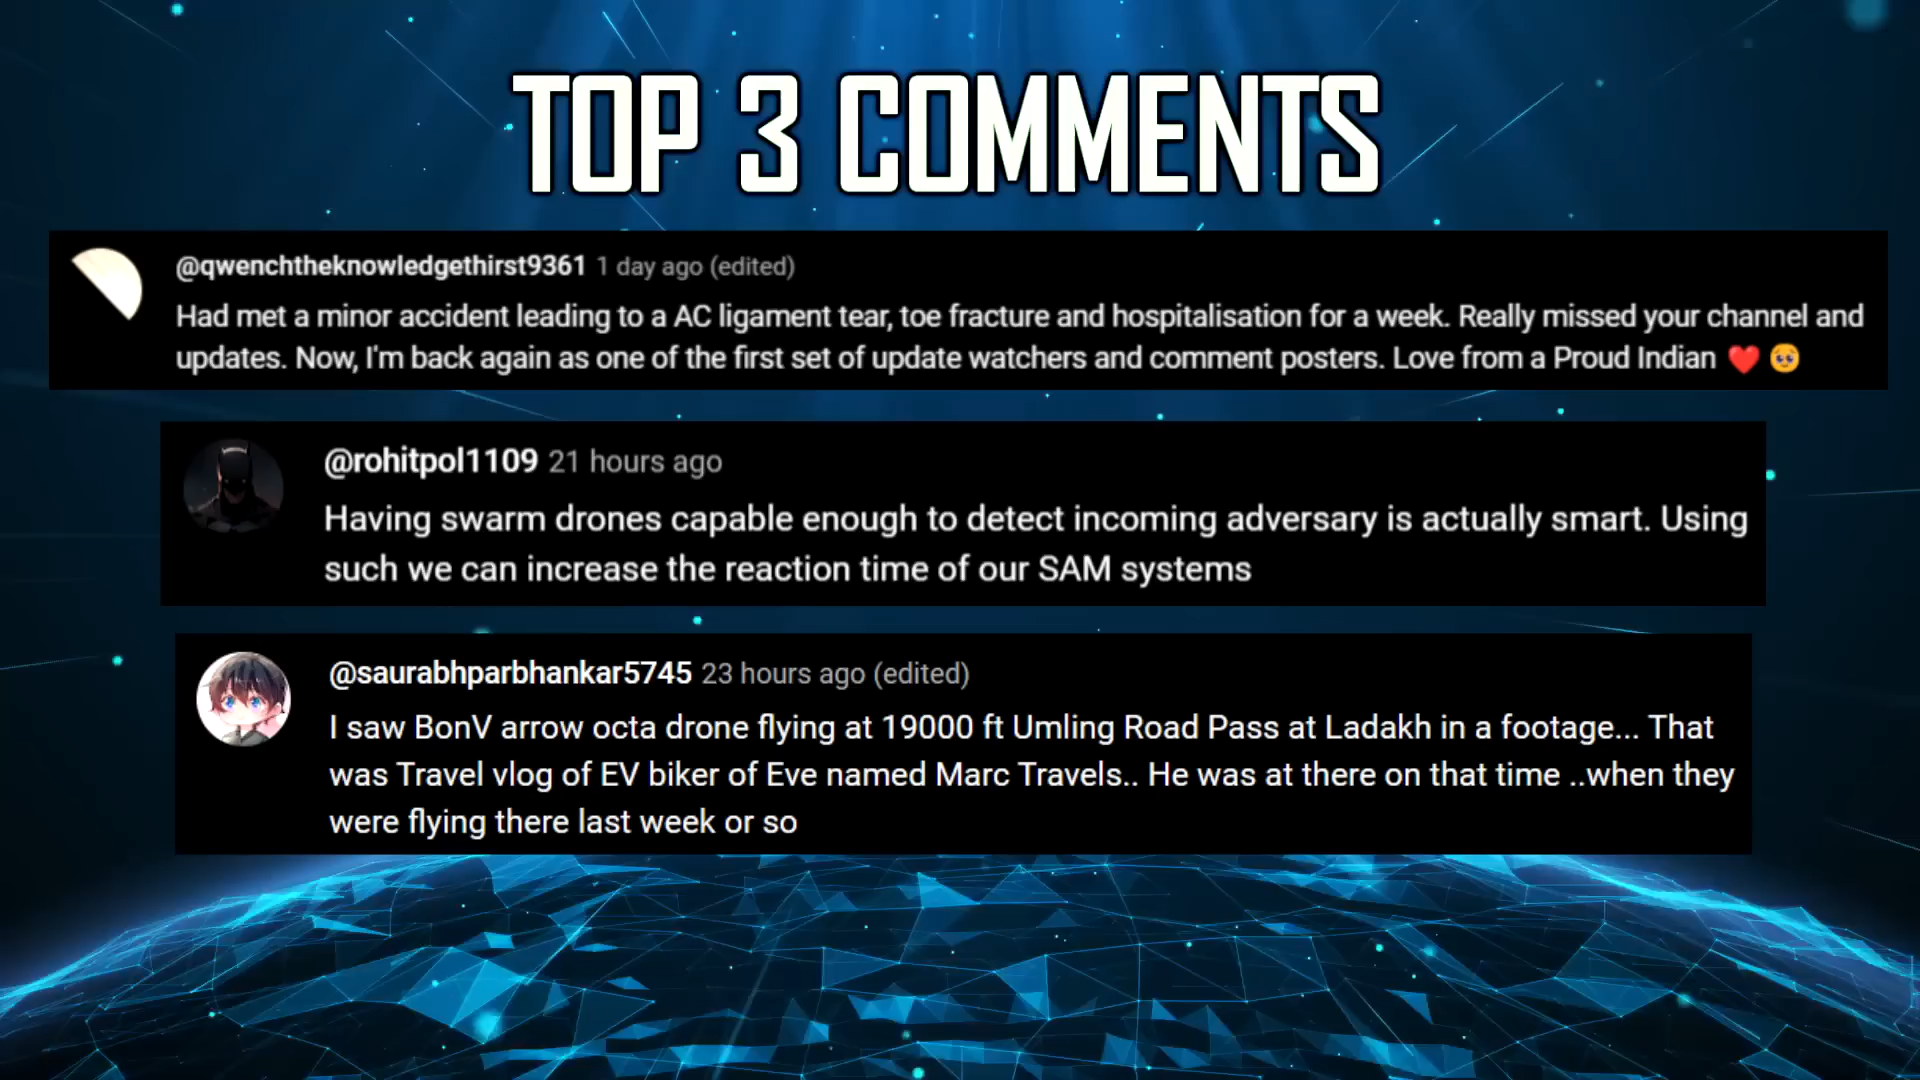 TOP 3 COMMENTS
@qwenchtheknowledgethirst9361 1 day ago (edited)
Had met a minor accident leading to a AC ligament tear, toe fracture and hospitalisation for a week. Really missed your channel and
updates. Now, I'm back again as one of the first set of update watchers and comment posters. Love from a Proud Indian ❤️ 🥹
@rohitpol1109 21 hours ago
Having swarm drones capable enough to detect incoming adversary is actually smart. Using
such we can increase the reaction time of our SAM systems
@saurabhparbhankar5745 23 hours ago (edited)
I saw BonV arrow octa drone flying at 19000 ft Umling Road Pass at Ladakh in a footage... That
was Travel vlog of EV biker of Eve named Marc Travels.. He was at there on that time ..when they
were flying there last week or so